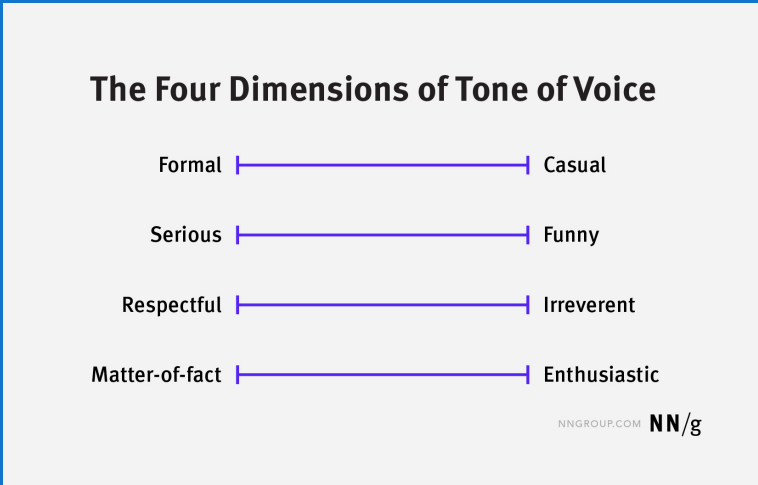 The Four Dimensions of Tone of Voice
Formal Casual
Serious Funny
Respectful Irreverent
Matter-of-fact Enthusiastic
NNGROUP.COM NN/g